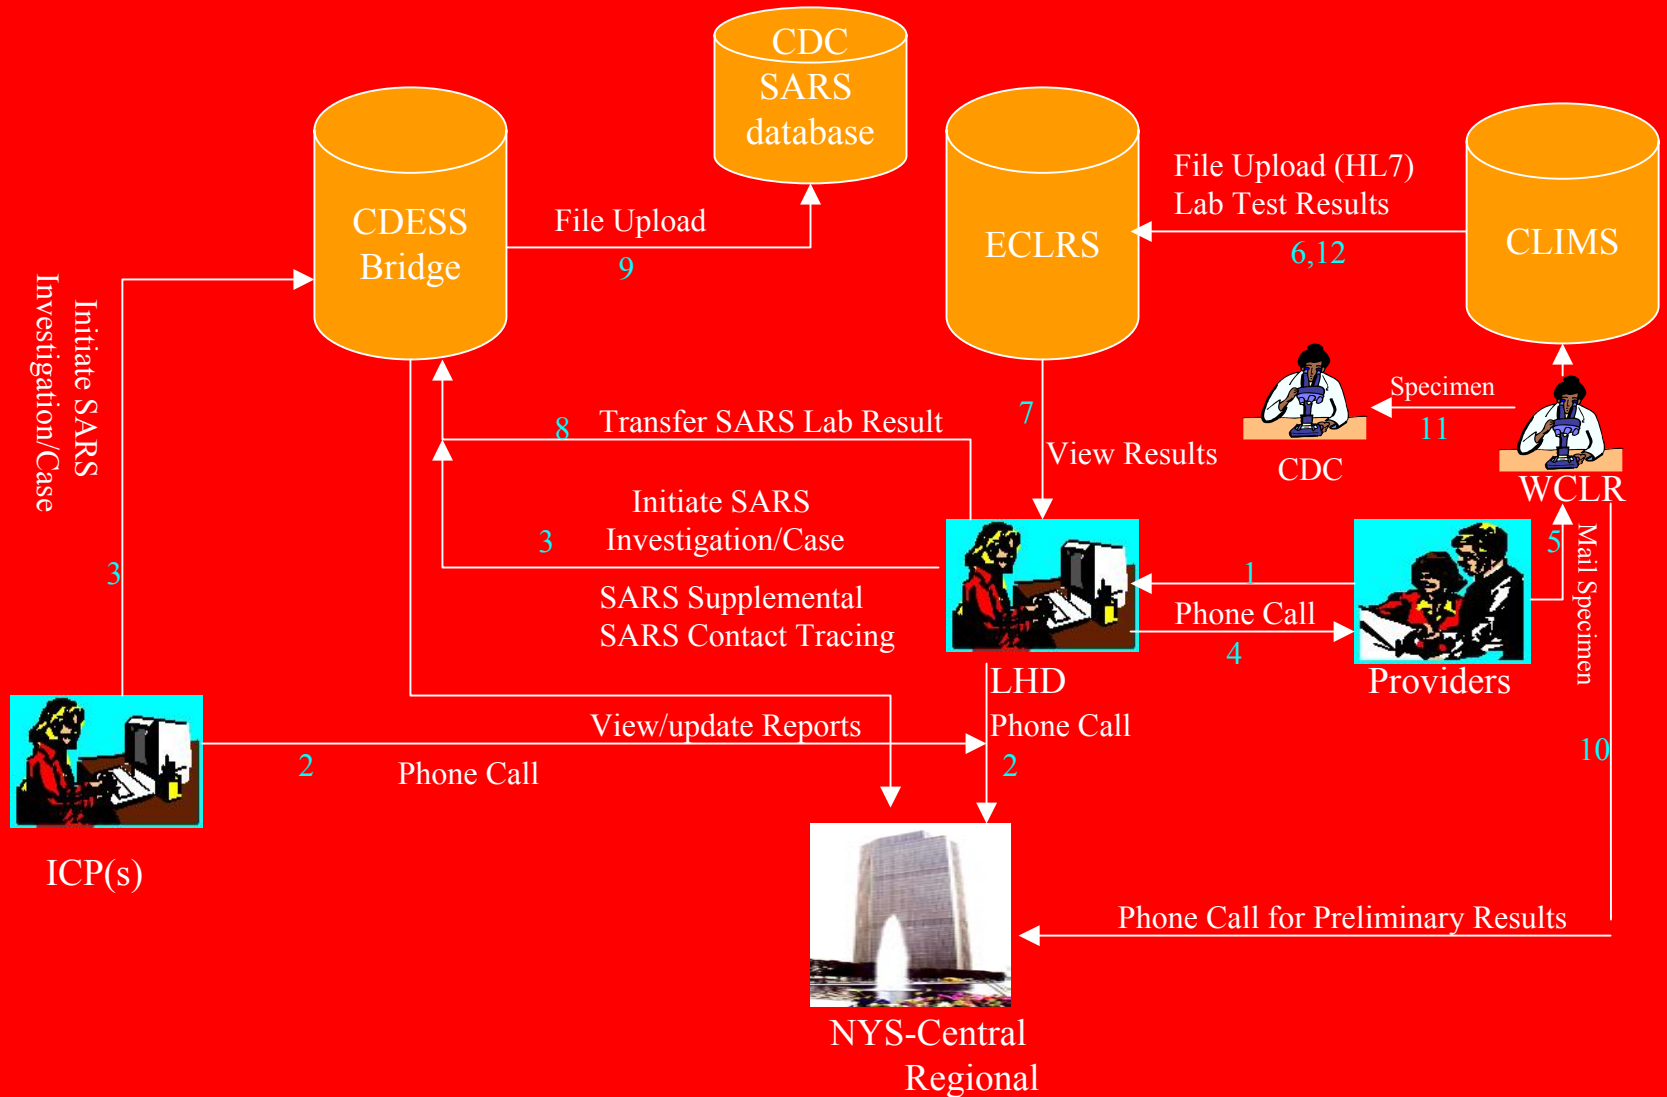 CDC
SARS
database
CDESS
Bridge
File Upload
9
ECLRS
File Upload (HL7)
Lab Test Results
6,12
CLIMS
Initiate SARS
Investigation/Case
3
8
Transfer SARS Lab Result
7
View Results
Specimen
11
CDC
WCLR
Initiate SARS
3
Investigation/Case
SARS Supplemental
SARS Contact Tracing
1
Phone Call
4
5
Mail Specimen
LHD
Providers
View/update Reports
Phone Call
2
2
Phone Call
10
ICP(s)
Phone Call for Preliminary Results
NYS-Central
Regional